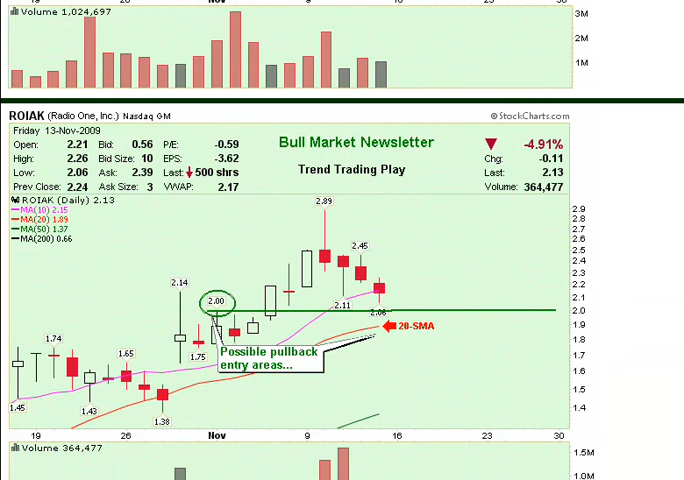 19 26 Nov 9 16 23 30
Volume 1,024,697
3M
2M
1M
ROIAK (Radio One, Inc.) Nasdaq GM
© StockCharts.com
Friday 13-Nov-2009
Open: 2.21 Bid: 0.56 P/E: -0.59
High: 2.26 Bid Size: 10 EPS: -3.62
Low: 2.06 Ask: 2.39 Last: 500 shrs
Prev Close: 2.24 Ask Size: 3 VWAP: 2.17
Bull Market Newsletter
Trend Trading Play
-4.91%
Chg: -0.11
Last: 2.13
Volume: 364,477
ROIAK (Daily) 2.13
MA(10) 2.15
MA(20) 1.89
MA(50) 1.37
MA(200) 0.66
2.89
2.45
2.14
2.00
2.11
2.06
1.74
1.65
1.75
1.45
1.43
1.38
20-SMA
Possible pullback
entry areas...
2.9
2.8
2.7
2.6
2.5
2.4
2.3
2.2
2.1
2.0
1.9
1.8
1.7
1.6
1.5
1.4
19 26 Nov 9 16 23 30
Volume 364,477
1.5M
1.0M